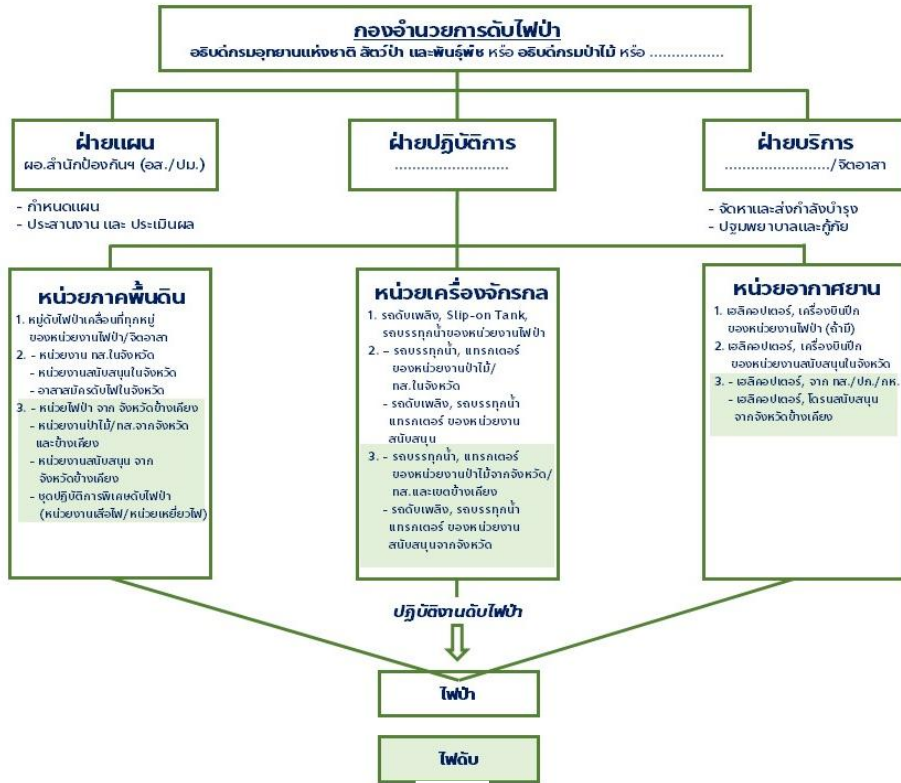 กองอำนวยการดับไฟป่า
อธิบดีกรมอุทยานแห่งชาติ สัตว์ป่า และพันธุ์พืช หรือ อธิบดีกรมป่าไม้ หรือ .................
ฝ่ายแผน
ผอ.สำนักป้องกันฯ (อส./ปม.)
- กำหนดแผน
- ประสานงาน และ ประเมินผล
ฝ่ายปฏิบัติการ
..........................
ฝ่ายบริการ
......................./จิตอาสา
- จัดหาและส่งกำลังบำรุง
- ปฐมพยาบาลและกู้ภัย
หน่วยภาคพื้นดิน
1. หมู่ดับไฟป่าเคลื่อนที่ทุกหมู่
ของหน่วยงานไฟป่า/จิตอาสา
2. - หน่วยงาน ทส.ในจังหวัด
- หน่วยงานสนับสนุนในจังหวัด
- อาสาสมัครดับไฟในจังหวัด
3. - หน่วยไฟป่า จาก จังหวัดข้างเคียง
- หน่วยงานป่าไม้/ทส.จากจังหวัด
และข้างเคียง
- หน่วยงานสนับสนุน จาก
จังหวัดข้างเคียง
- ชุดปฏิบัติการพิเศษดับไฟป่า
(หน่วยงานเสือไฟ/หน่วยเหยี่ยวไฟ)
หน่วยเครื่องจักรกล
1. รถดับเพลิง, Slip-on Tank,
รถบรรทุกน้ำของหน่วยงานไฟป่า
2. - รถบรรทุกน้ำ, แทรกเตอร์
ของหน่วยงานป่าไม้/
ทส.ในจังหวัด
- รถดับเพลิง, รถบรรทุกน้ำ
แทรกเตอร์ ของหน่วยงาน
สนับสนุน
3. - รถบรรทุกน้ำ, แทรกเตอร์
ของหน่วยงานป่าไม้จากจังหวัด/
ทส.และเขตข้างเคียง
- รถดับเพลิง, รถบรรทุกน้ำ
แทรกเตอร์ ของหน่วยงาน
สนับสนุนจากจังหวัด
หน่วยอากาศยาน
1. เฮลิคอปเตอร์, เครื่องบินปีก
ของหน่วยงานไฟป่า (ถ้ามี)
2. เฮลิคอปเตอร์, เครื่องบินปีก
ของหน่วยงานสนับสนุนในจังหวัด
3. - เฮลิคอปเตอร์, จาก ทส./ปภ./กห.
- เฮลิคอปเตอร์, โดรนสนับสนุน
จากจังหวัดข้างเคียง
ปฏิบัติงานดับไฟป่า
ไฟป่า
ไฟดับ